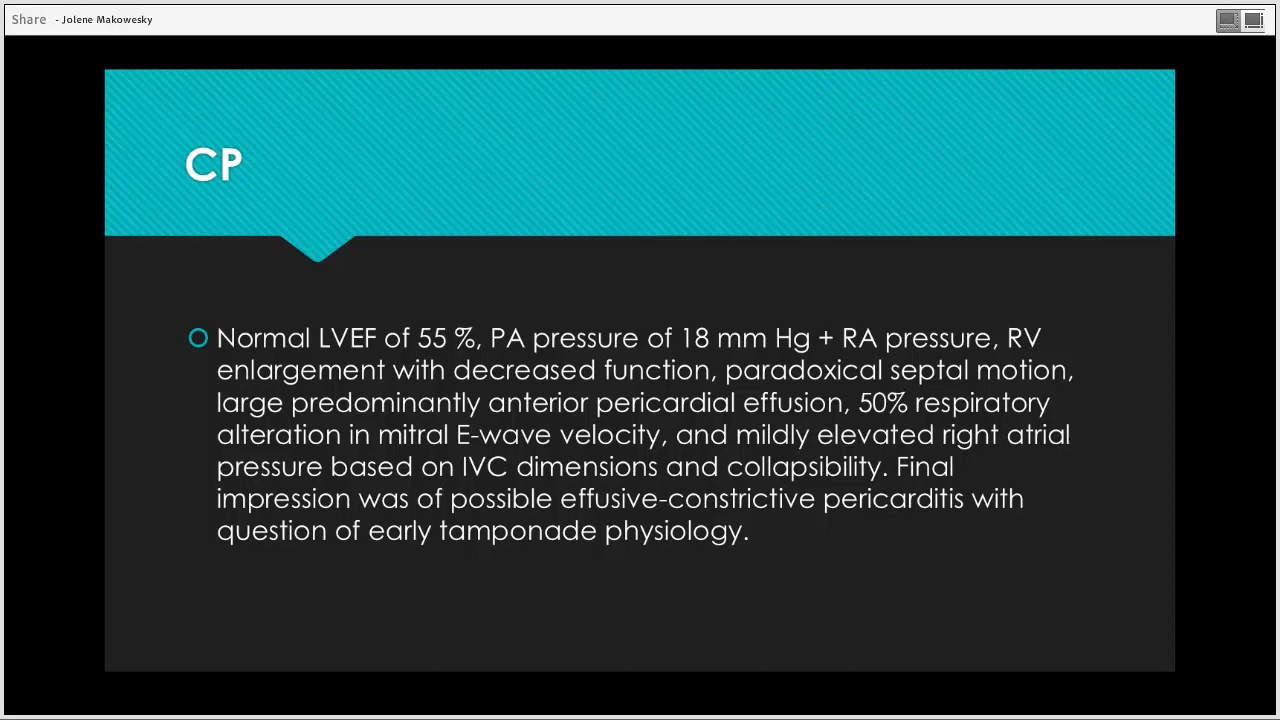 Share - Jolene Makowesky
CP
Normal LVEF of 55 %, PA pressure of 18 mm Hg + RA pressure, RV
enlargement with decreased function, paradoxical septal motion,
large predominantly anterior pericardial effusion, 50% respiratory
alteration in mitral E-wave velocity, and mildly elevated right atrial
pressure based on IVC dimensions and collapsibility. Final
impression was of possible effusive-constrictive pericarditis with
question of early tamponade physiology.